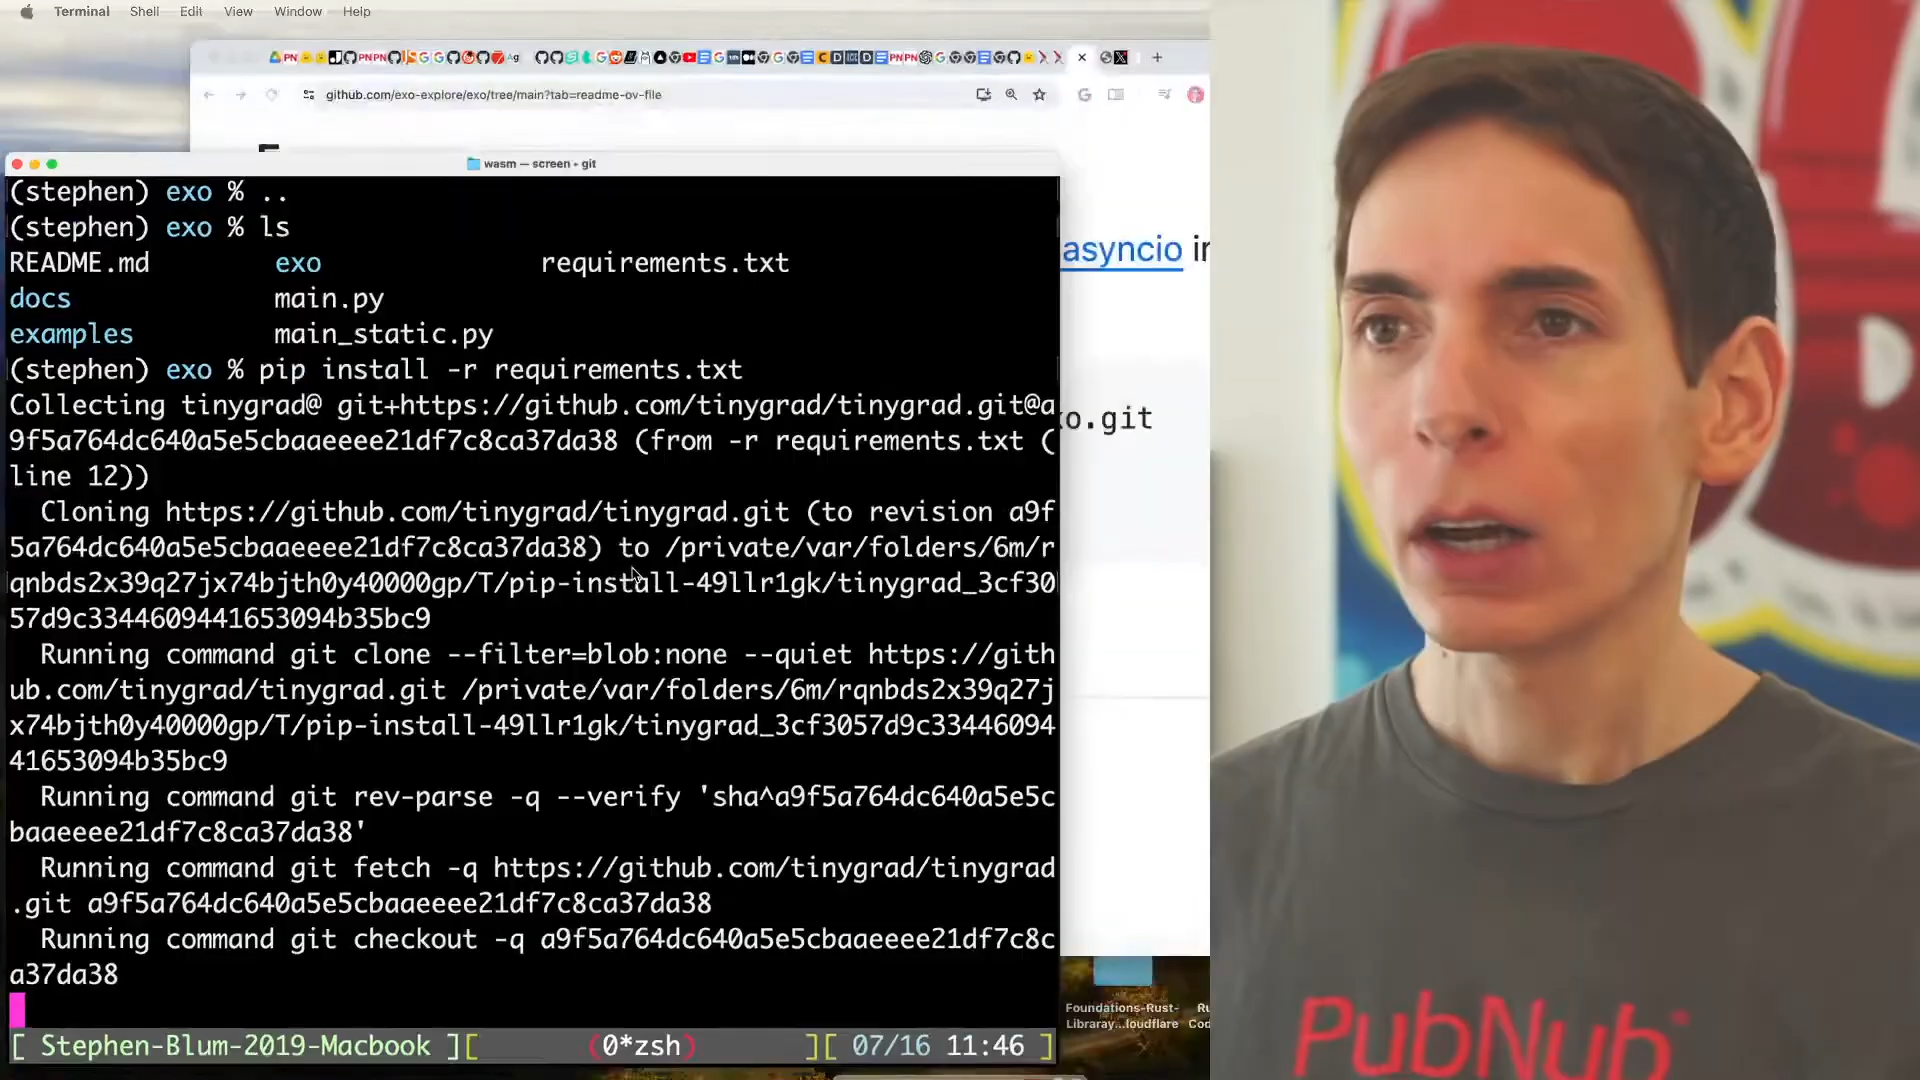 Terminal Shell Edit View Window Help
github.com/exo-explore/exo/tree/main?tab=readme-ov-file
wasm — screen • git
(stephen) exo % ..
(stephen) exo % ls
README.md exo requirements.txt
docs main.py
examples main_static.py
(stephen) exo % pip install -r requirements.txt
Collecting tinygrad@ git+https://github.com/tinygrad/tinygrad.git@a
9f5a764dc640a5e5cbaaeeee21df7c8ca37da38 (from -r requirements.txt (
line 12))
Cloning https://github.com/tinygrad/tinygrad.git (to revision a9f
5a764dc640a5e5cbaaeeee21df7c8ca37da38) to /private/var/folders/6m/r
qnbds2x39q27jx74bjth0y40000gp/T/pip-install-49llr1gk/tinygrad_3cf30
57d9c3344609441653094b35bc9
Running command git clone --filter=blob:none --quiet https://gith
ub.com/tinygrad/tinygrad.git /private/var/folders/6m/rqnbds2x39q27j
x74bjth0y40000gp/T/pip-install-49llr1gk/tinygrad_3cf3057d9c33446094
41653094b35bc9
Running command git rev-parse -q --verify 'sha^a9f5a764dc640a5e5c
baaeeee21df7c8ca37da38'
Running command git fetch -q https://github.com/tinygrad/tinygrad
.git a9f5a764dc640a5e5cbaaeeee21df7c8ca37da38
Running command git checkout -q a9f5a764dc640a5e5cbaaeeee21df7c8c
a37da38
[ Stephen-Blum-2019-Macbook ][ (0*zsh) ][ 07/16 11:46 ]
asyncio in
xo.git
Foundations-Rust-
Libraray...loudflare
PubNub